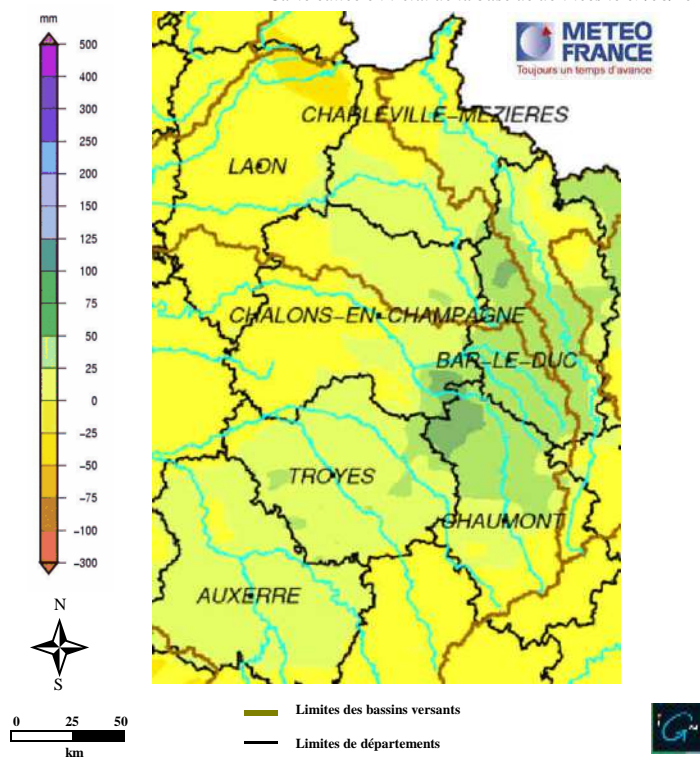 mm
METEO
FRANCE
Toujours un temps d'avance
500
400
300
250
200
150
125
100
75
50
25
0
−25
−50
−75
−100
−300
CHARLEVILLE−MEZIERES
LAON
CHALONS−EN−CHAMPAGNE
BAR−LE−DUC
TROYES
CHAUMONT
AUXERRE
N
S
0 25 50
km
Limites des bassins versants
Limites de départements